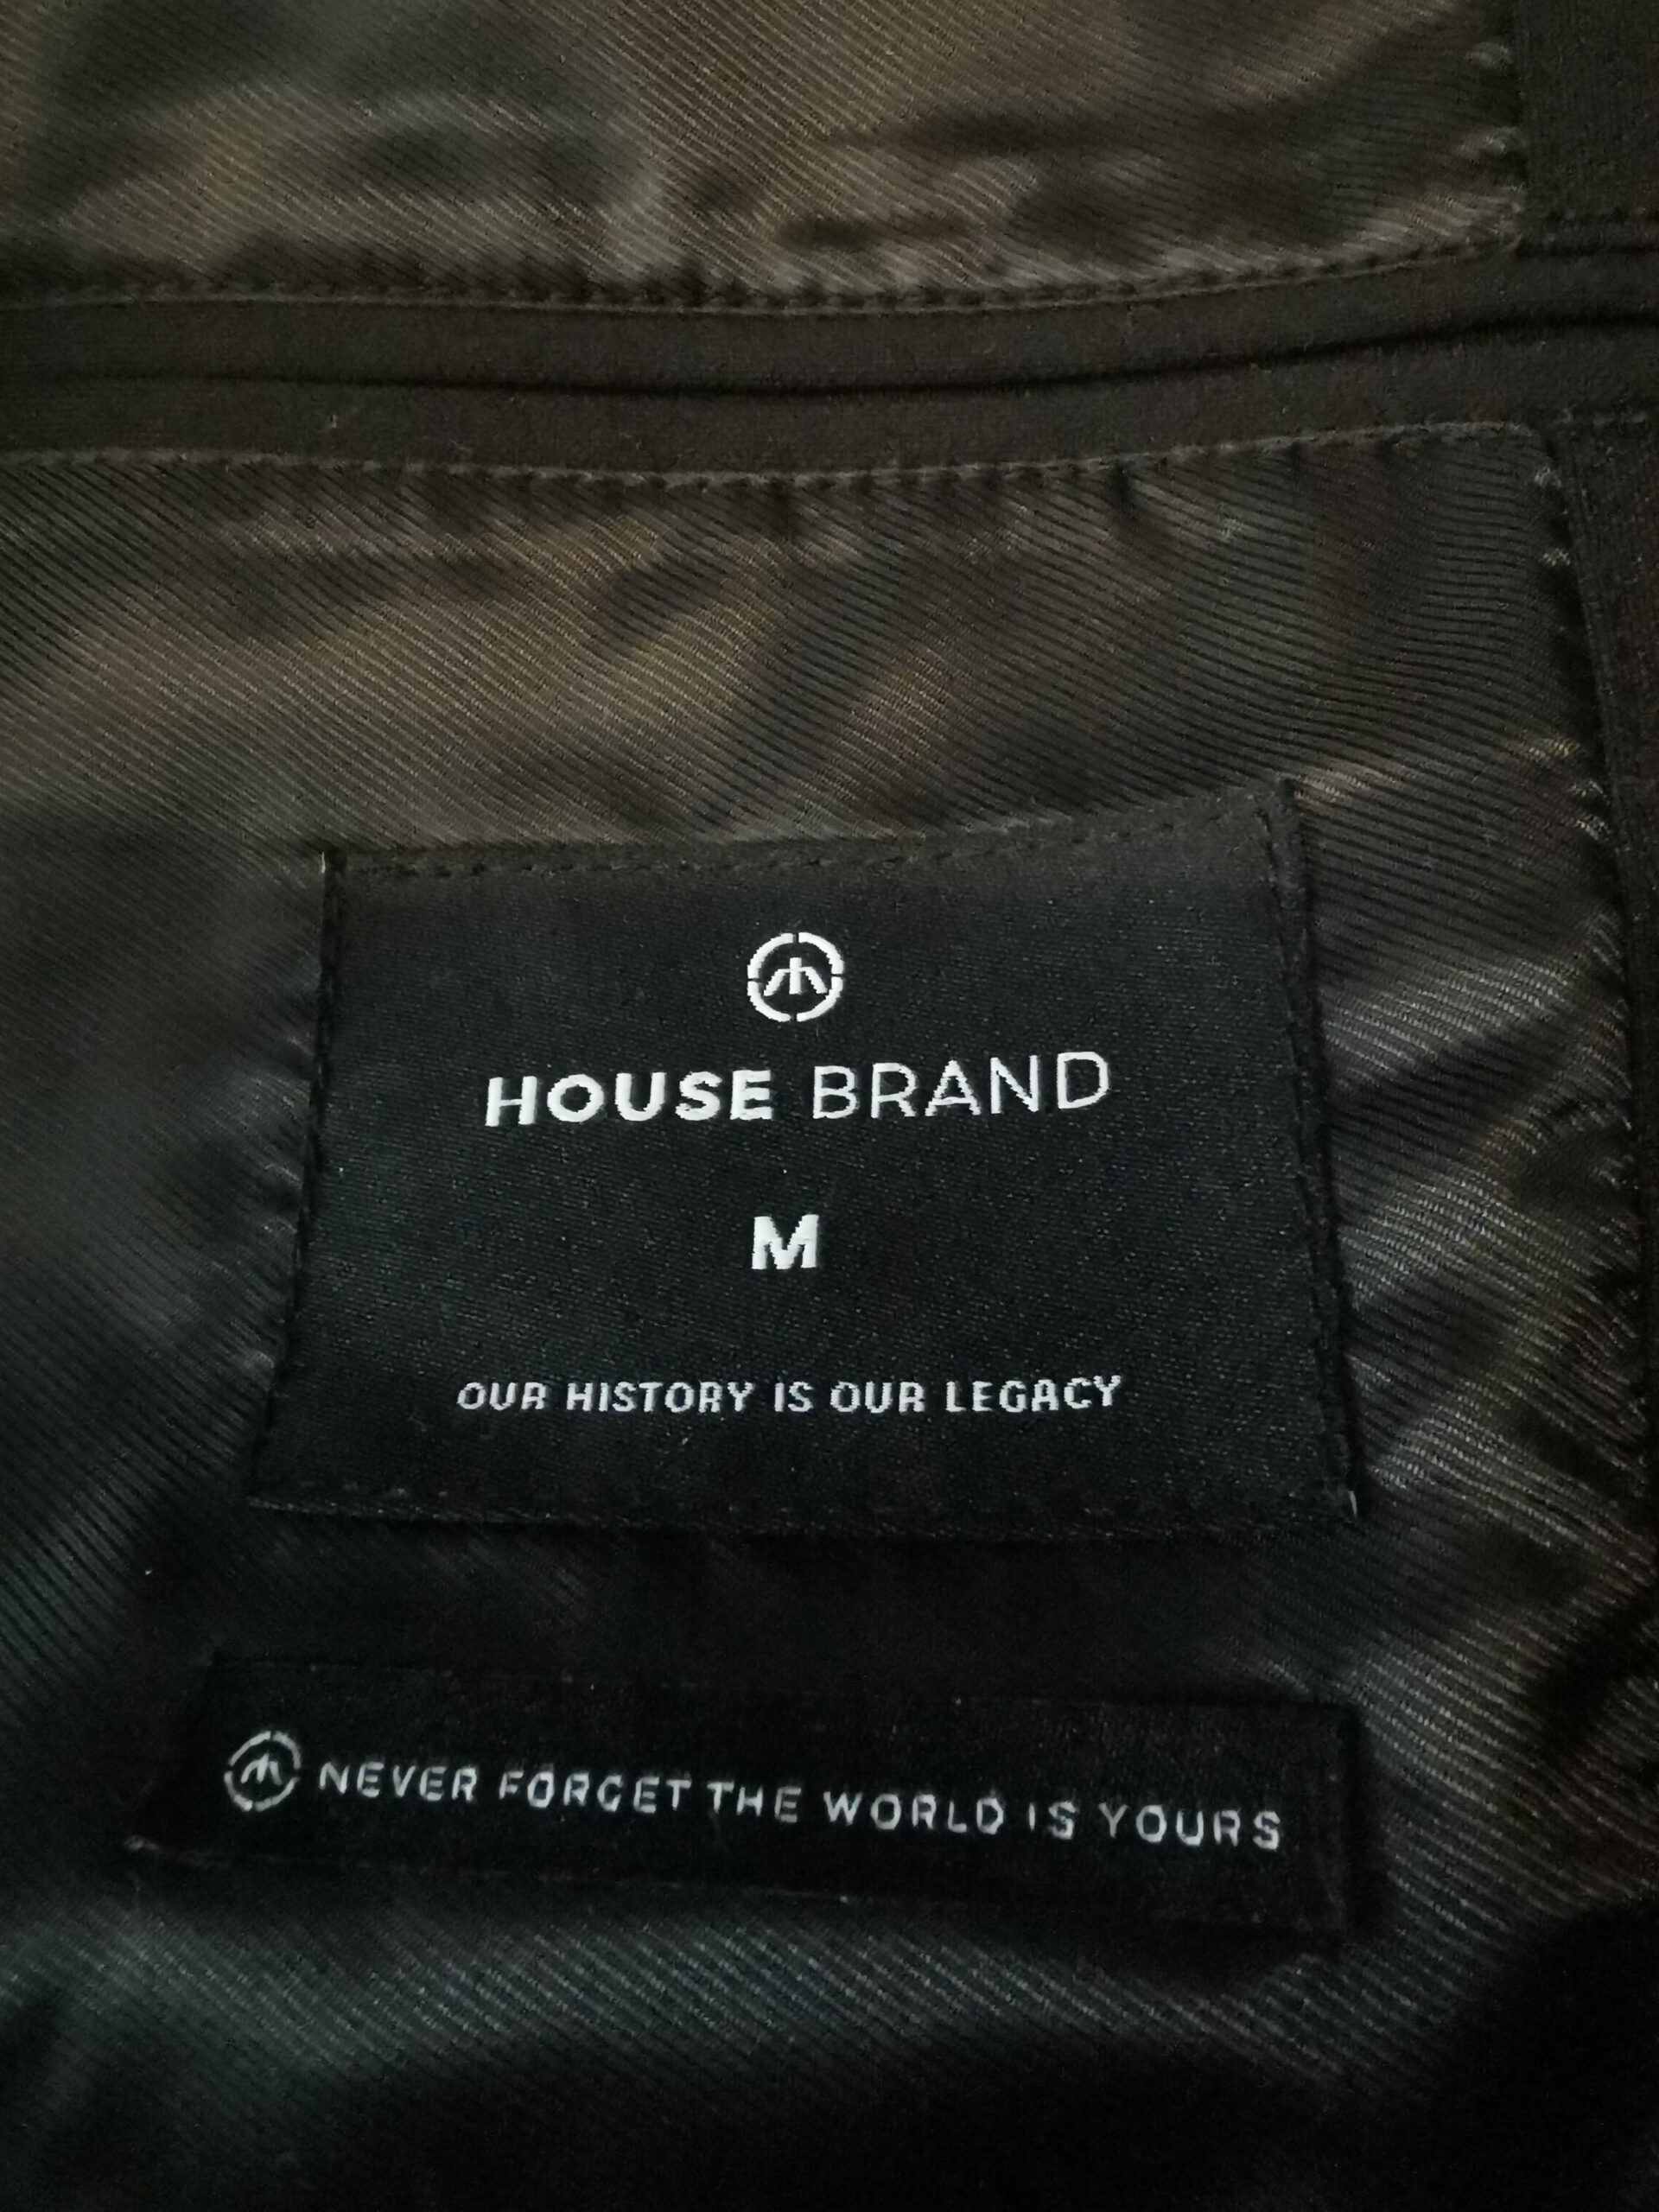 HOUSE BRAND
M
OUR HISTORY IS OUR LEGACY
NEVER FORGET THE WORLD IS YOURS